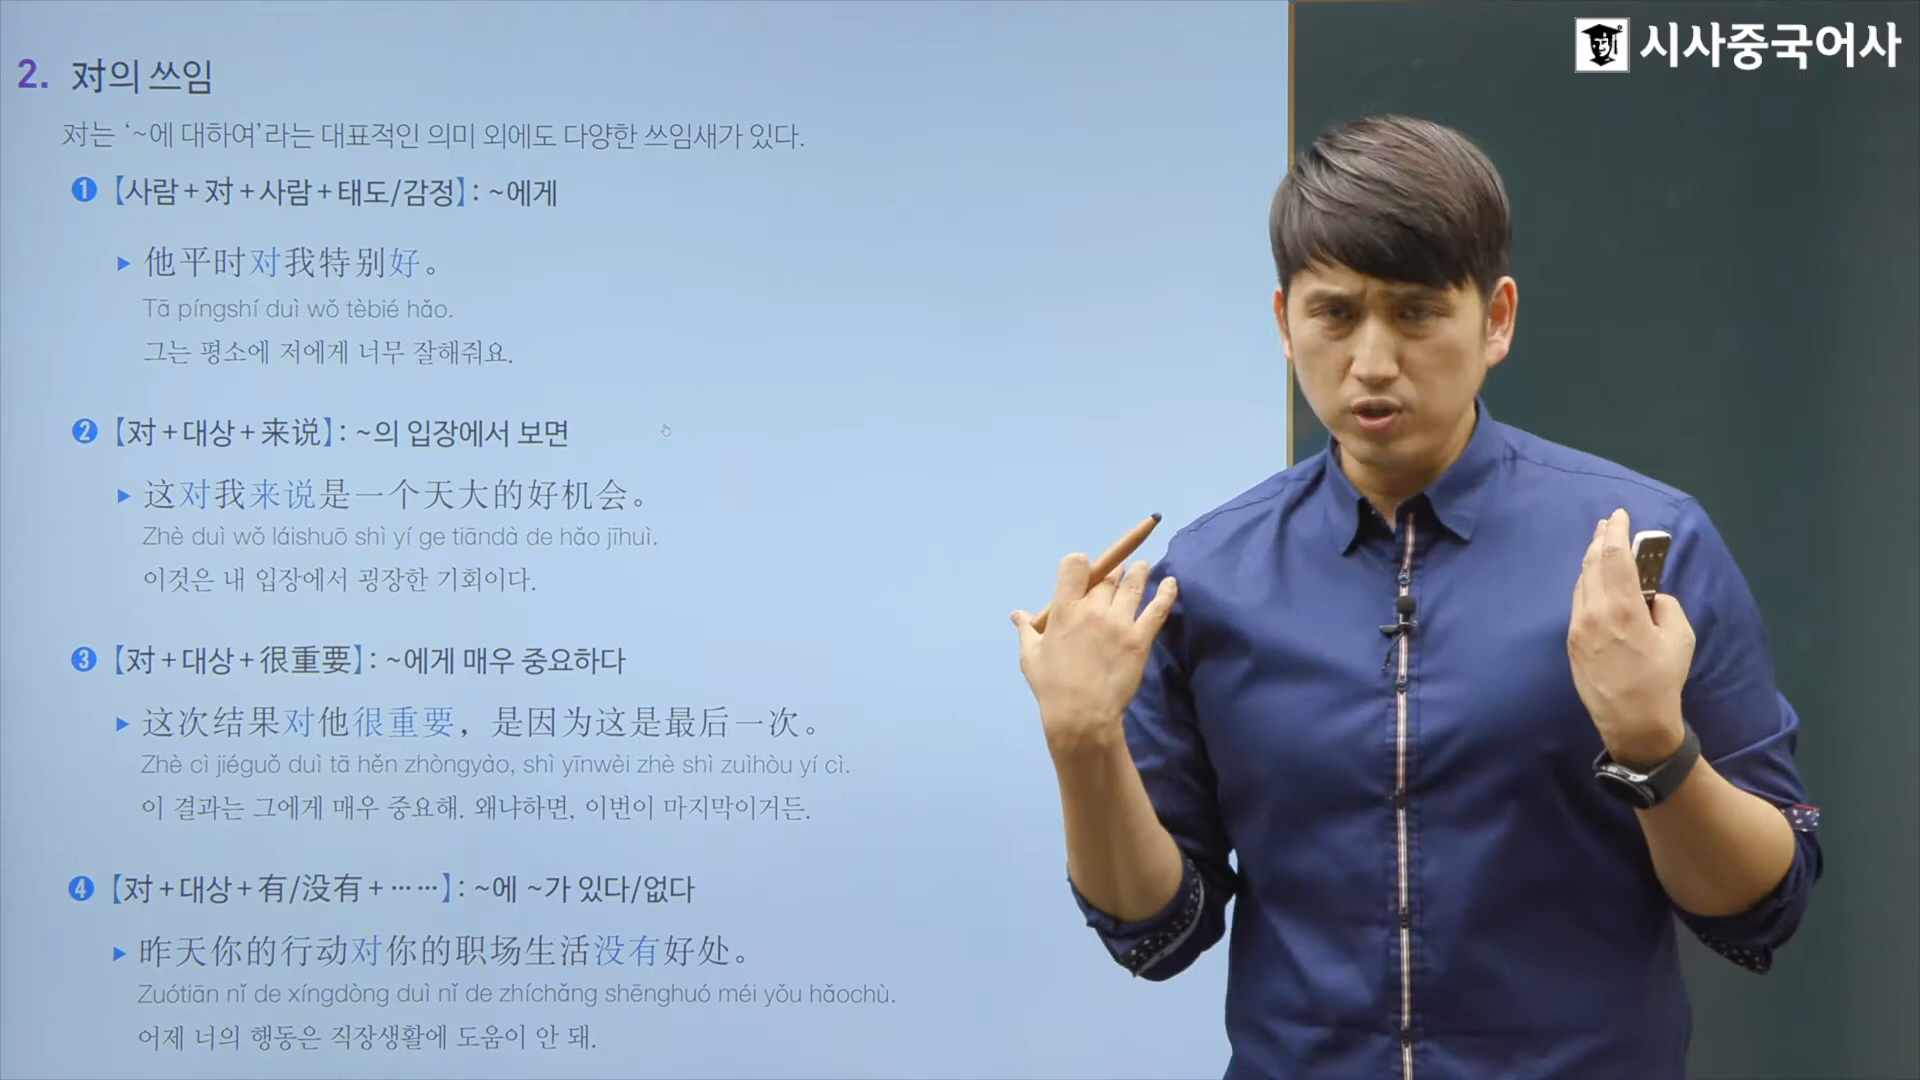 시사중국어사
2. 对의 쓰임
对는 ‘~에 대하여’라는 대표적인 의미 외에도 다양한 쓰임새가 있다.
❶【사람+对+사람+태도/감정】: ~에게
▶ 他平时对我特别好。
Tā píngshí duì wǒ tèbié hǎo.
그는 평소에 저에게 너무 잘해줘요.
❷【对+대상+来说】: ~의 입장에서 보면
▶ 这对我来说是一个天大的好机会。
Zhè duì wǒ láishuō shì yí ge tiāndà de hǎo jīhuì.
이것은 내 입장에서 굉장한 기회이다.
❸【对+대상+很重要】: ~에게 매우 중요하다
▶ 这次结果对他很重要，是因为这是最后一次。
Zhè cì jiéguǒ duì tā hěn zhòngyào, shì yīnwèi zhè shì zuìhòu yí cì.
이 결과는 그에게 매우 중요해. 왜냐하면, 이번이 마지막이거든.
❹【对+대상+有/没有+……】: ~에 ~가 있다/없다
▶ 昨天你的行动对你的职场生活没有好处。
Zuótiān nǐ de xíngdòng duì nǐ de zhíchǎng shēnghuó méi yǒu hǎochù.
어제 너의 행동은 직장생활에 도움이 안 돼.